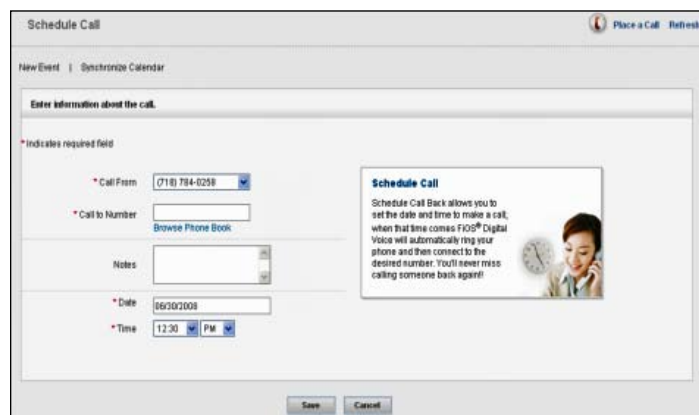 Schedule Call
Place a Call Refresh
New Event | Synchronize Calendar
Enter information about the call.
*Indicates required field
*Call From (718) 784-0258
*Call to Number
Browse Phone Book
Notes
*Date 06/30/2008
*Time 12:30 PM
Schedule Call
Schedule Call Back allows you to
set the date and time to make a call,
when that time comes FiOS® Digital
Voice will automatically ring your
phone and then connect to the
desired number. You'll never miss
calling someone back again!!
Save Cancel